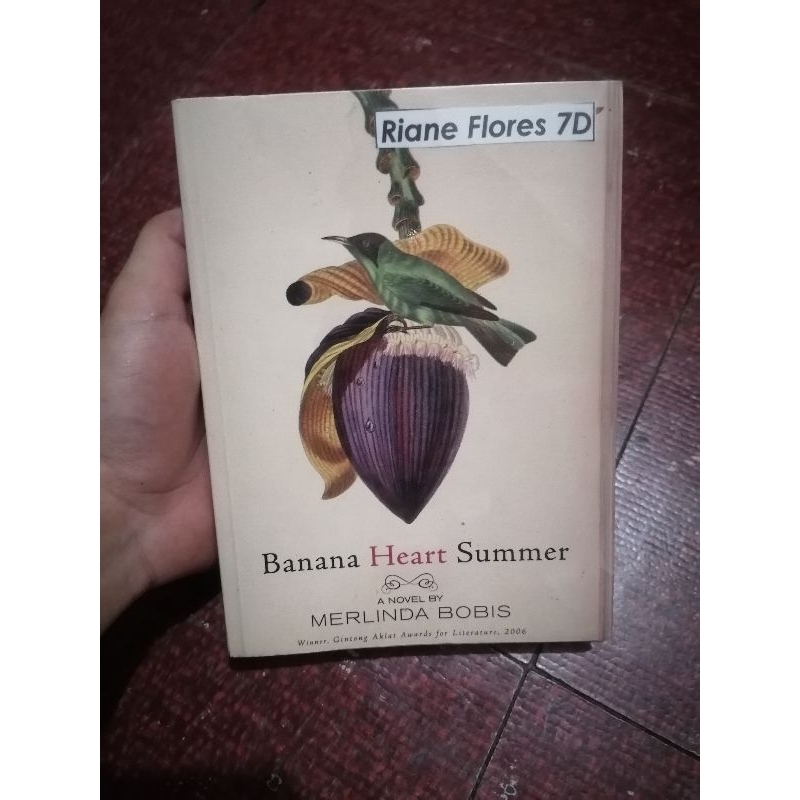 Riane Flores 7D
Banana Heart Summer
A NOVEL BY
MERLINDA BOBIS
Winner, Gintong Aklat Awards for Literature, 2006